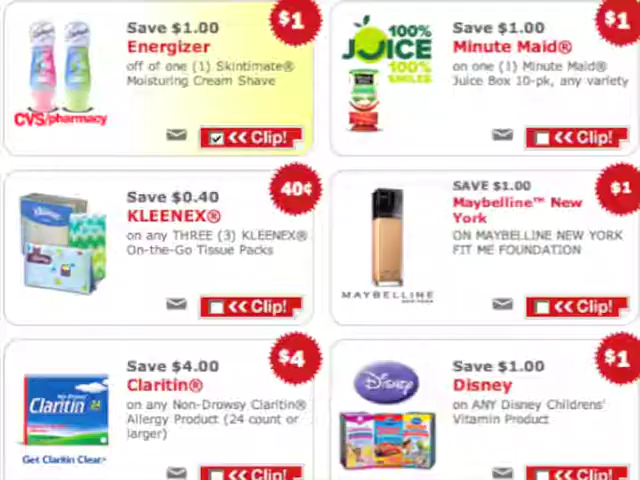 $1
Save $1.00
Energizer
off of one (1) Skintimate®
Moisturing Cream Shave
CVS/pharmacy
<< Clip!
$1
100%
JUICE
100%
SMILES
Save $1.00
Minute Maid®
on one (1) Minute Maid®
Juice Box 10-pk, any variety
<< Clip!
40¢
Save $0.40
KLEENEX®
on any THREE (3) KLEENEX®
On-the-Go Tissue Packs
Kleenex
<< Clip!
$1
SAVE $1.00
Maybelline™ New
York
ON MAYBELLINE NEW YORK
FIT ME FOUNDATION
MAYBELLINE
<< Clip!
$4
Save $4.00
Claritin®
on any Non-Drowsy Claritin®
Allergy Product (24 count or
larger)
Claritin 24
Get Claritin Clear
<< Clip!
$1
Save $1.00
Disney
on ANY Disney Childrens'
Vitamin Product
Disney
<< Clip!